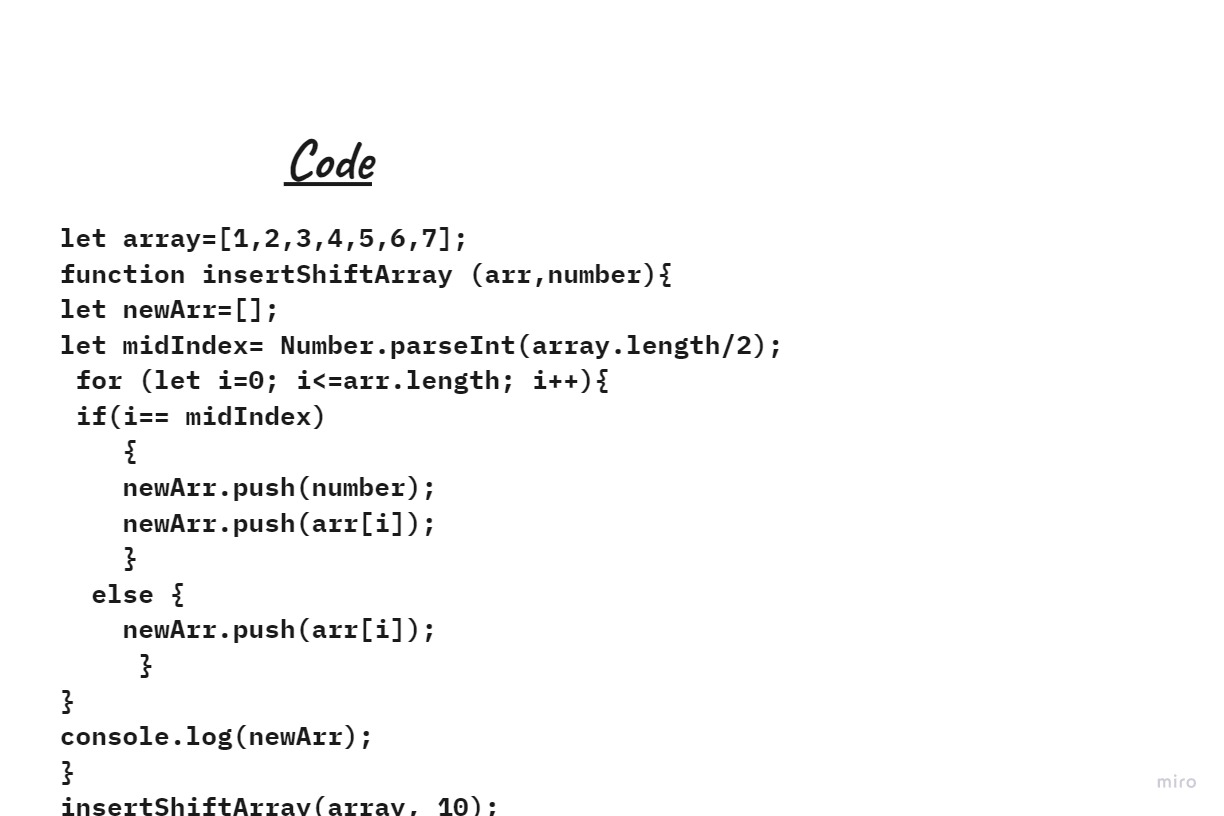 Code
let array=[1,2,3,4,5,6,7];
function insertShiftArray (arr,number){
let newArr=[];
let midIndex= Number.parseInt(array.length/2);
for (let i=0; i<=arr.length; i++){
if(i== midIndex)
{
newArr.push(number);
newArr.push(arr[i]);
}
else {
newArr.push(arr[i]);
}
}
console.log(newArr);
}
insertShiftArray(array, 10);
miro